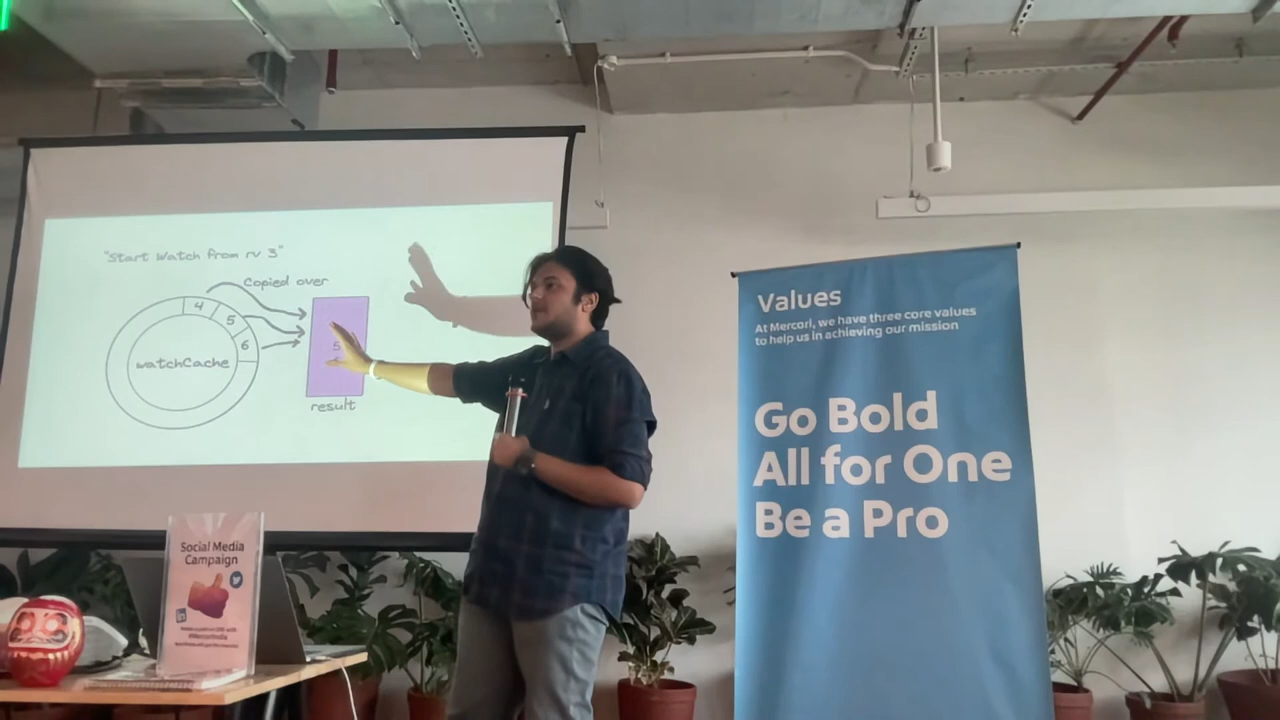 "Start Watch from rv 3"
Copied over
4
5
6
watchCache
5
result
Values
At Mercari, we have three core values
to help us in achieving our mission
Go Bold
All for One
Be a Pro
Social Media
Campaign
in
#MercariIndia